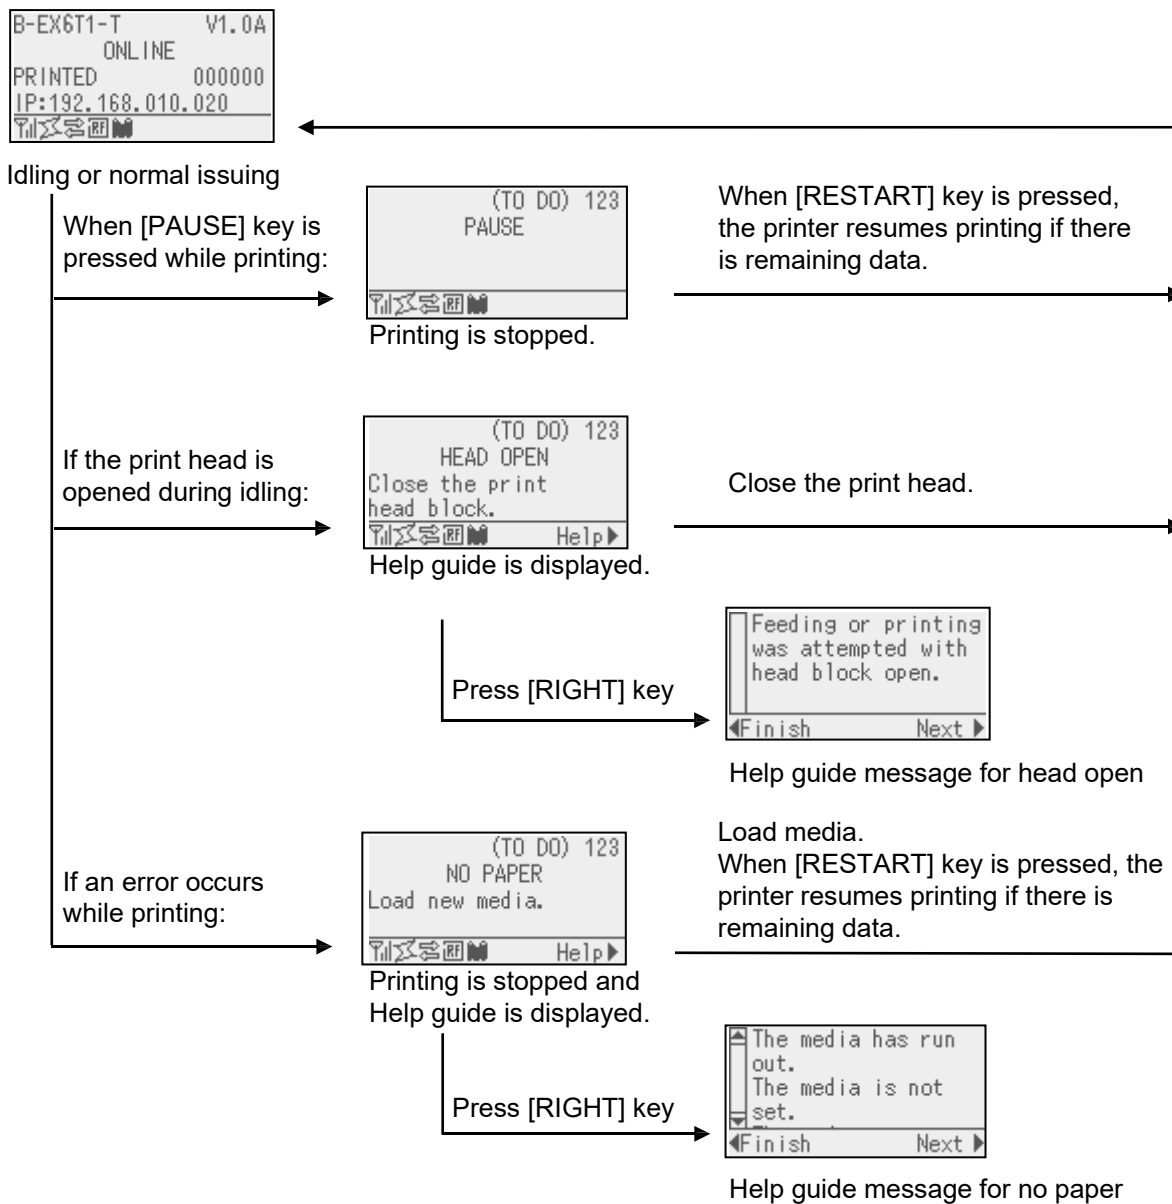 B-EX6T1-T V1.0A
ONLINE
PRINTED 000000
IP:192.168.010.020
RF
Idling or normal issuing
When [PAUSE] key is
pressed while printing:
(TO DO) 123
PAUSE
RF
Printing is stopped.
When [RESTART] key is pressed,
the printer resumes printing if there
is remaining data.
If the print head is
opened during idling:
(TO DO) 123
HEAD OPEN
Close the print
head block.
RF Help
Help guide is displayed.
Close the print head.
Press [RIGHT] key
Feeding or printing
was attempted with
head block open.
Finish Next
Help guide message for head open
If an error occurs
while printing:
(TO DO) 123
NO PAPER
Load new media.
RF Help
Printing is stopped and
Help guide is displayed.
Load media.
When [RESTART] key is pressed, the
printer resumes printing if there is
remaining data.
Press [RIGHT] key
The media has run
out.
The media is not
set.
Finish Next
Help guide message for no paper